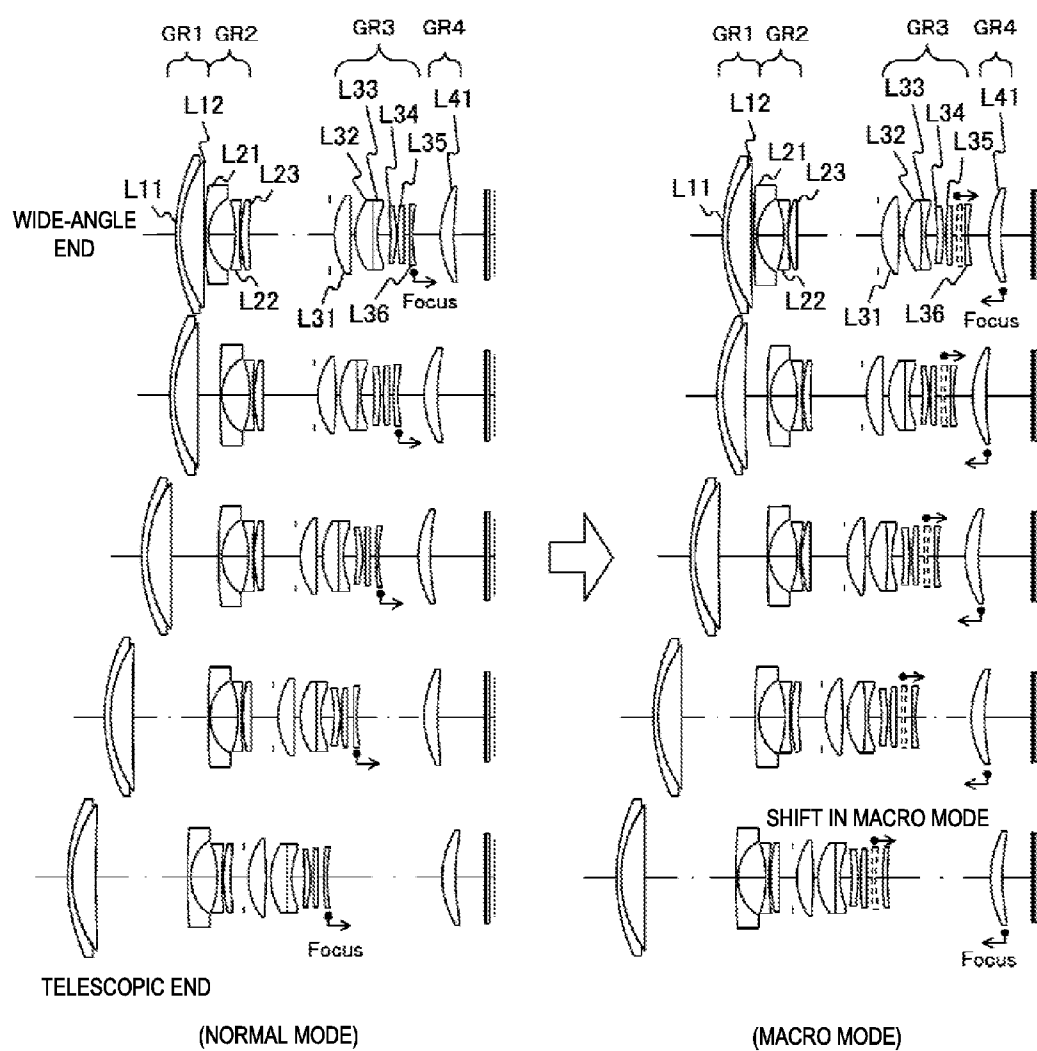 GR1 GR2 GR3 GR4
L33
L12 L34 L41
L32 L35
L21
L11 L23
WIDE-ANGLE
END
L22 L31 L36 Focus
GR1 GR2 GR3 GR4
L33
L12 L34 L41
L32 L35
L21
L11 L23
L22 L31 L36 Focus
SHIFT IN MACRO MODE
Focus
Focus
TELESCOPIC END
(NORMAL MODE)
(MACRO MODE)